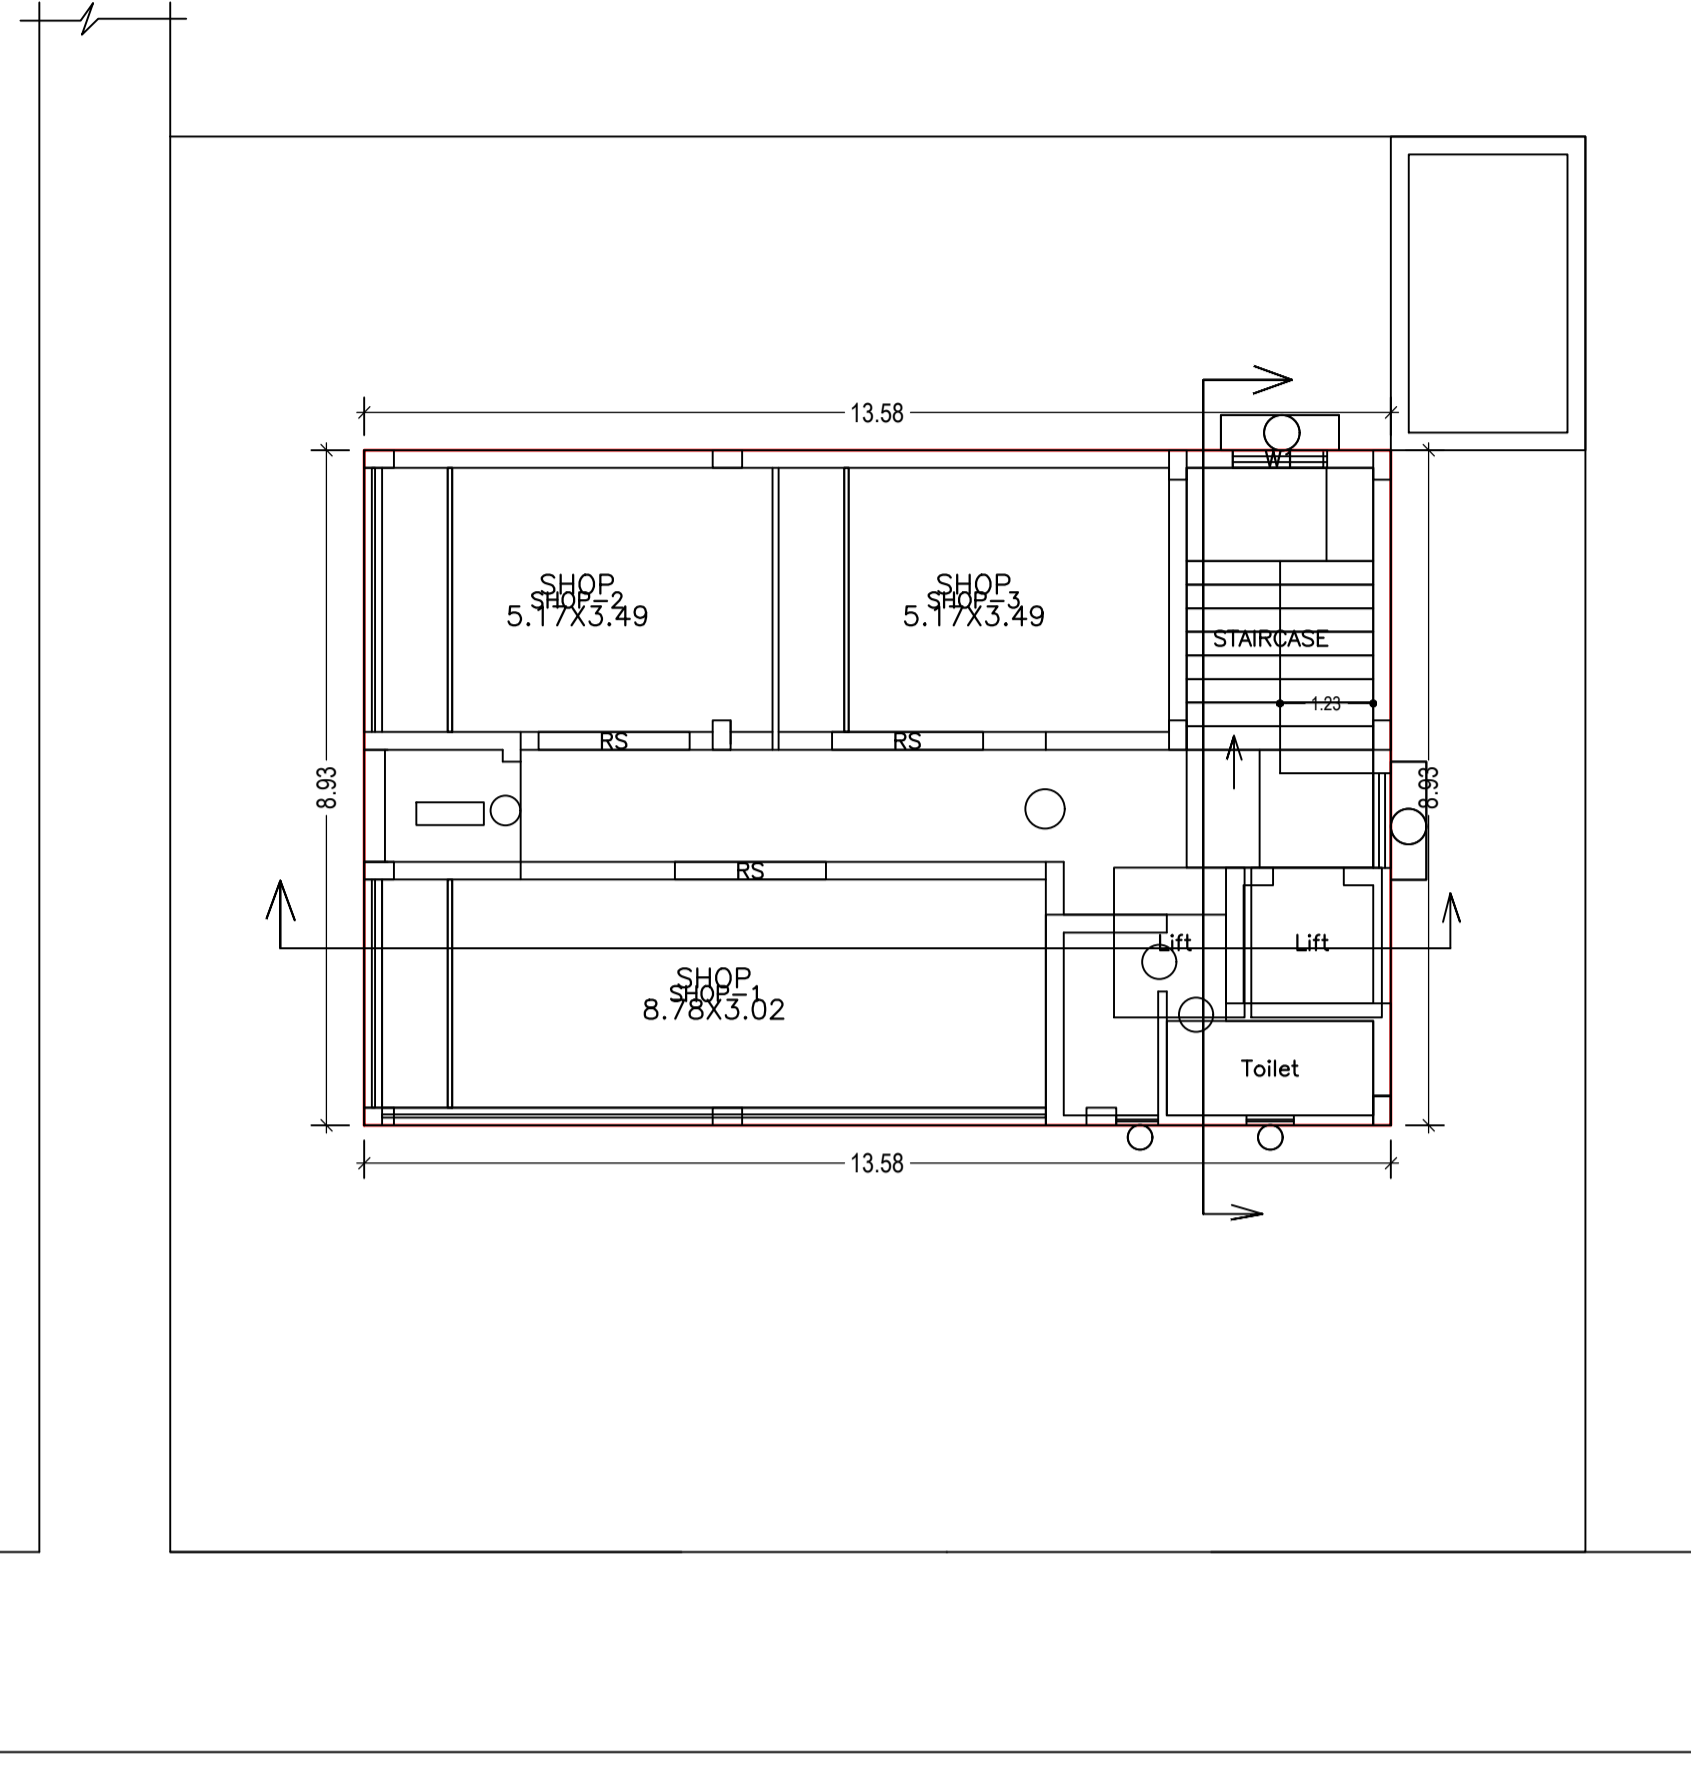 13.58
W1
SHOP
SHOP-2
5.17X3.49
SHOP
SHOP-3
5.17X3.49
STAIRCASE
1.23
RS
RS
8.93
8.93
RS
Lift
Lift
SHOP
SHOP-1
8.78X3.02
Toilet
13.58